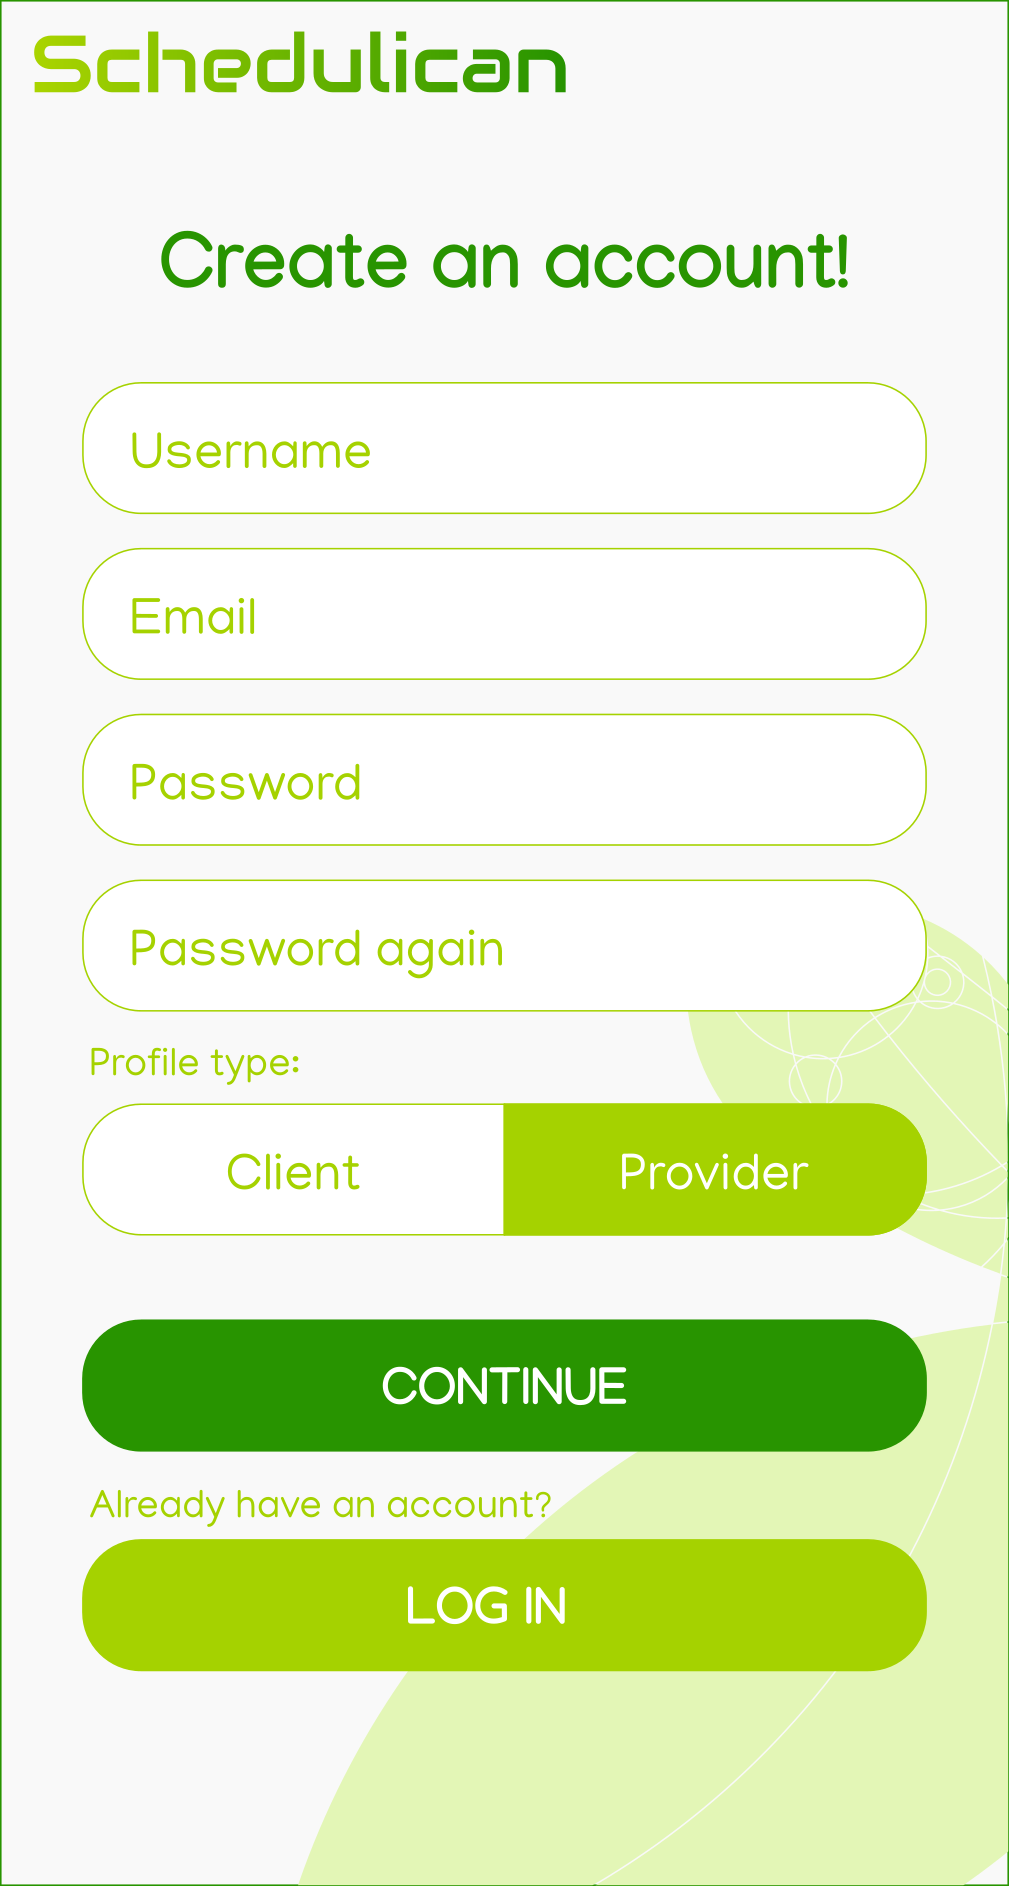 Schedulican
Create an account!
Username
Email
Password
Password again
Profile type:
Client
Provider
CONTINUE
Already have an account?
LOG IN